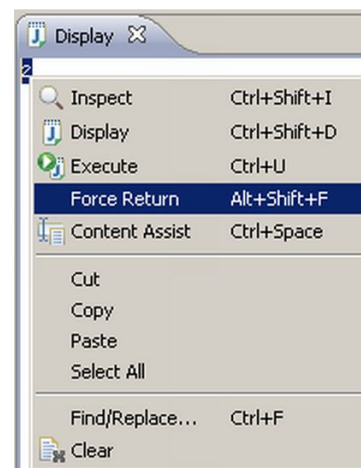 Display
2
Inspect Ctrl+Shift+I
Display Ctrl+Shift+D
Execute Ctrl+U
Force Return Alt+Shift+F
Content Assist Ctrl+Space
Cut
Copy
Paste
Select All
Find/Replace... Ctrl+F
Clear